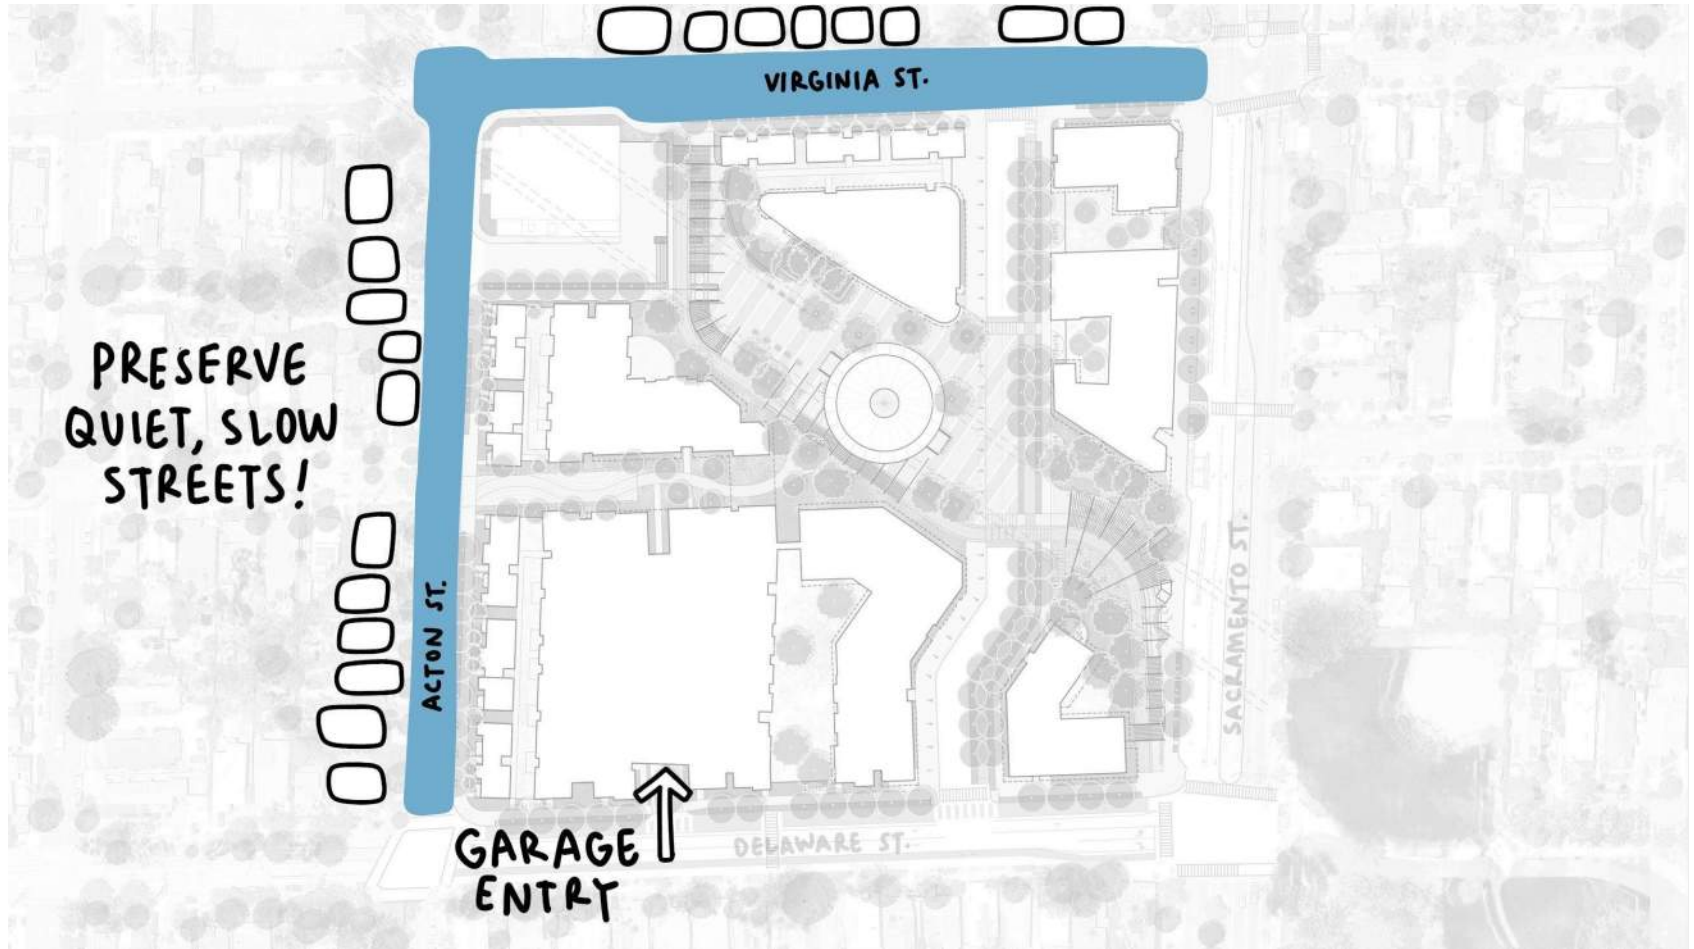 VIRGINIA ST.
PRESERVE
QUIET, SLOW
STREETS!
ACTON ST.
SACRAMENTO ST.
GARAGE
ENTRY
DELAWARE ST.